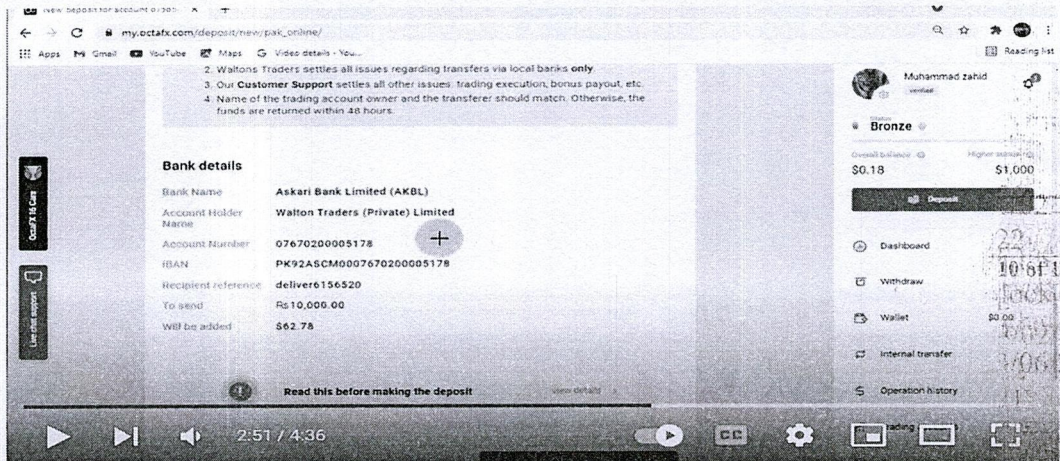 New deposit for account 67565
my.octafx.com/deposit/new/pak_online/
Apps Gmail YouTube Maps Video details - You...
Reading list
2. Waltons Traders settles all issues regarding transfers via local banks only.
3. Our Customer Support settles all other issues: trading execution, bonus payout, etc.
4. Name of the trading account owner and the transferer should match. Otherwise, the
funds are returned within 48 hours.
Bank details
Bank Name Askari Bank Limited (AKBL)
Account Holder
Name
Walton Traders (Private) Limited
Account Number 07670200005178
IBAN PK92ASCM0007670200005178
Recipient reference deliver6156520
To send Rs10,000.00
Will be added $62.78
Read this before making the deposit view details
OctaFX 16 Cars
Live chat support
Muhammad zahid
verified
Status
Bronze
Overall balance Higher status
$0.18 $1,000
Deposit
Dashboard
Withdraw
Wallet $0.00
Internal transfer
Operation history
2:51 / 4:36
CC